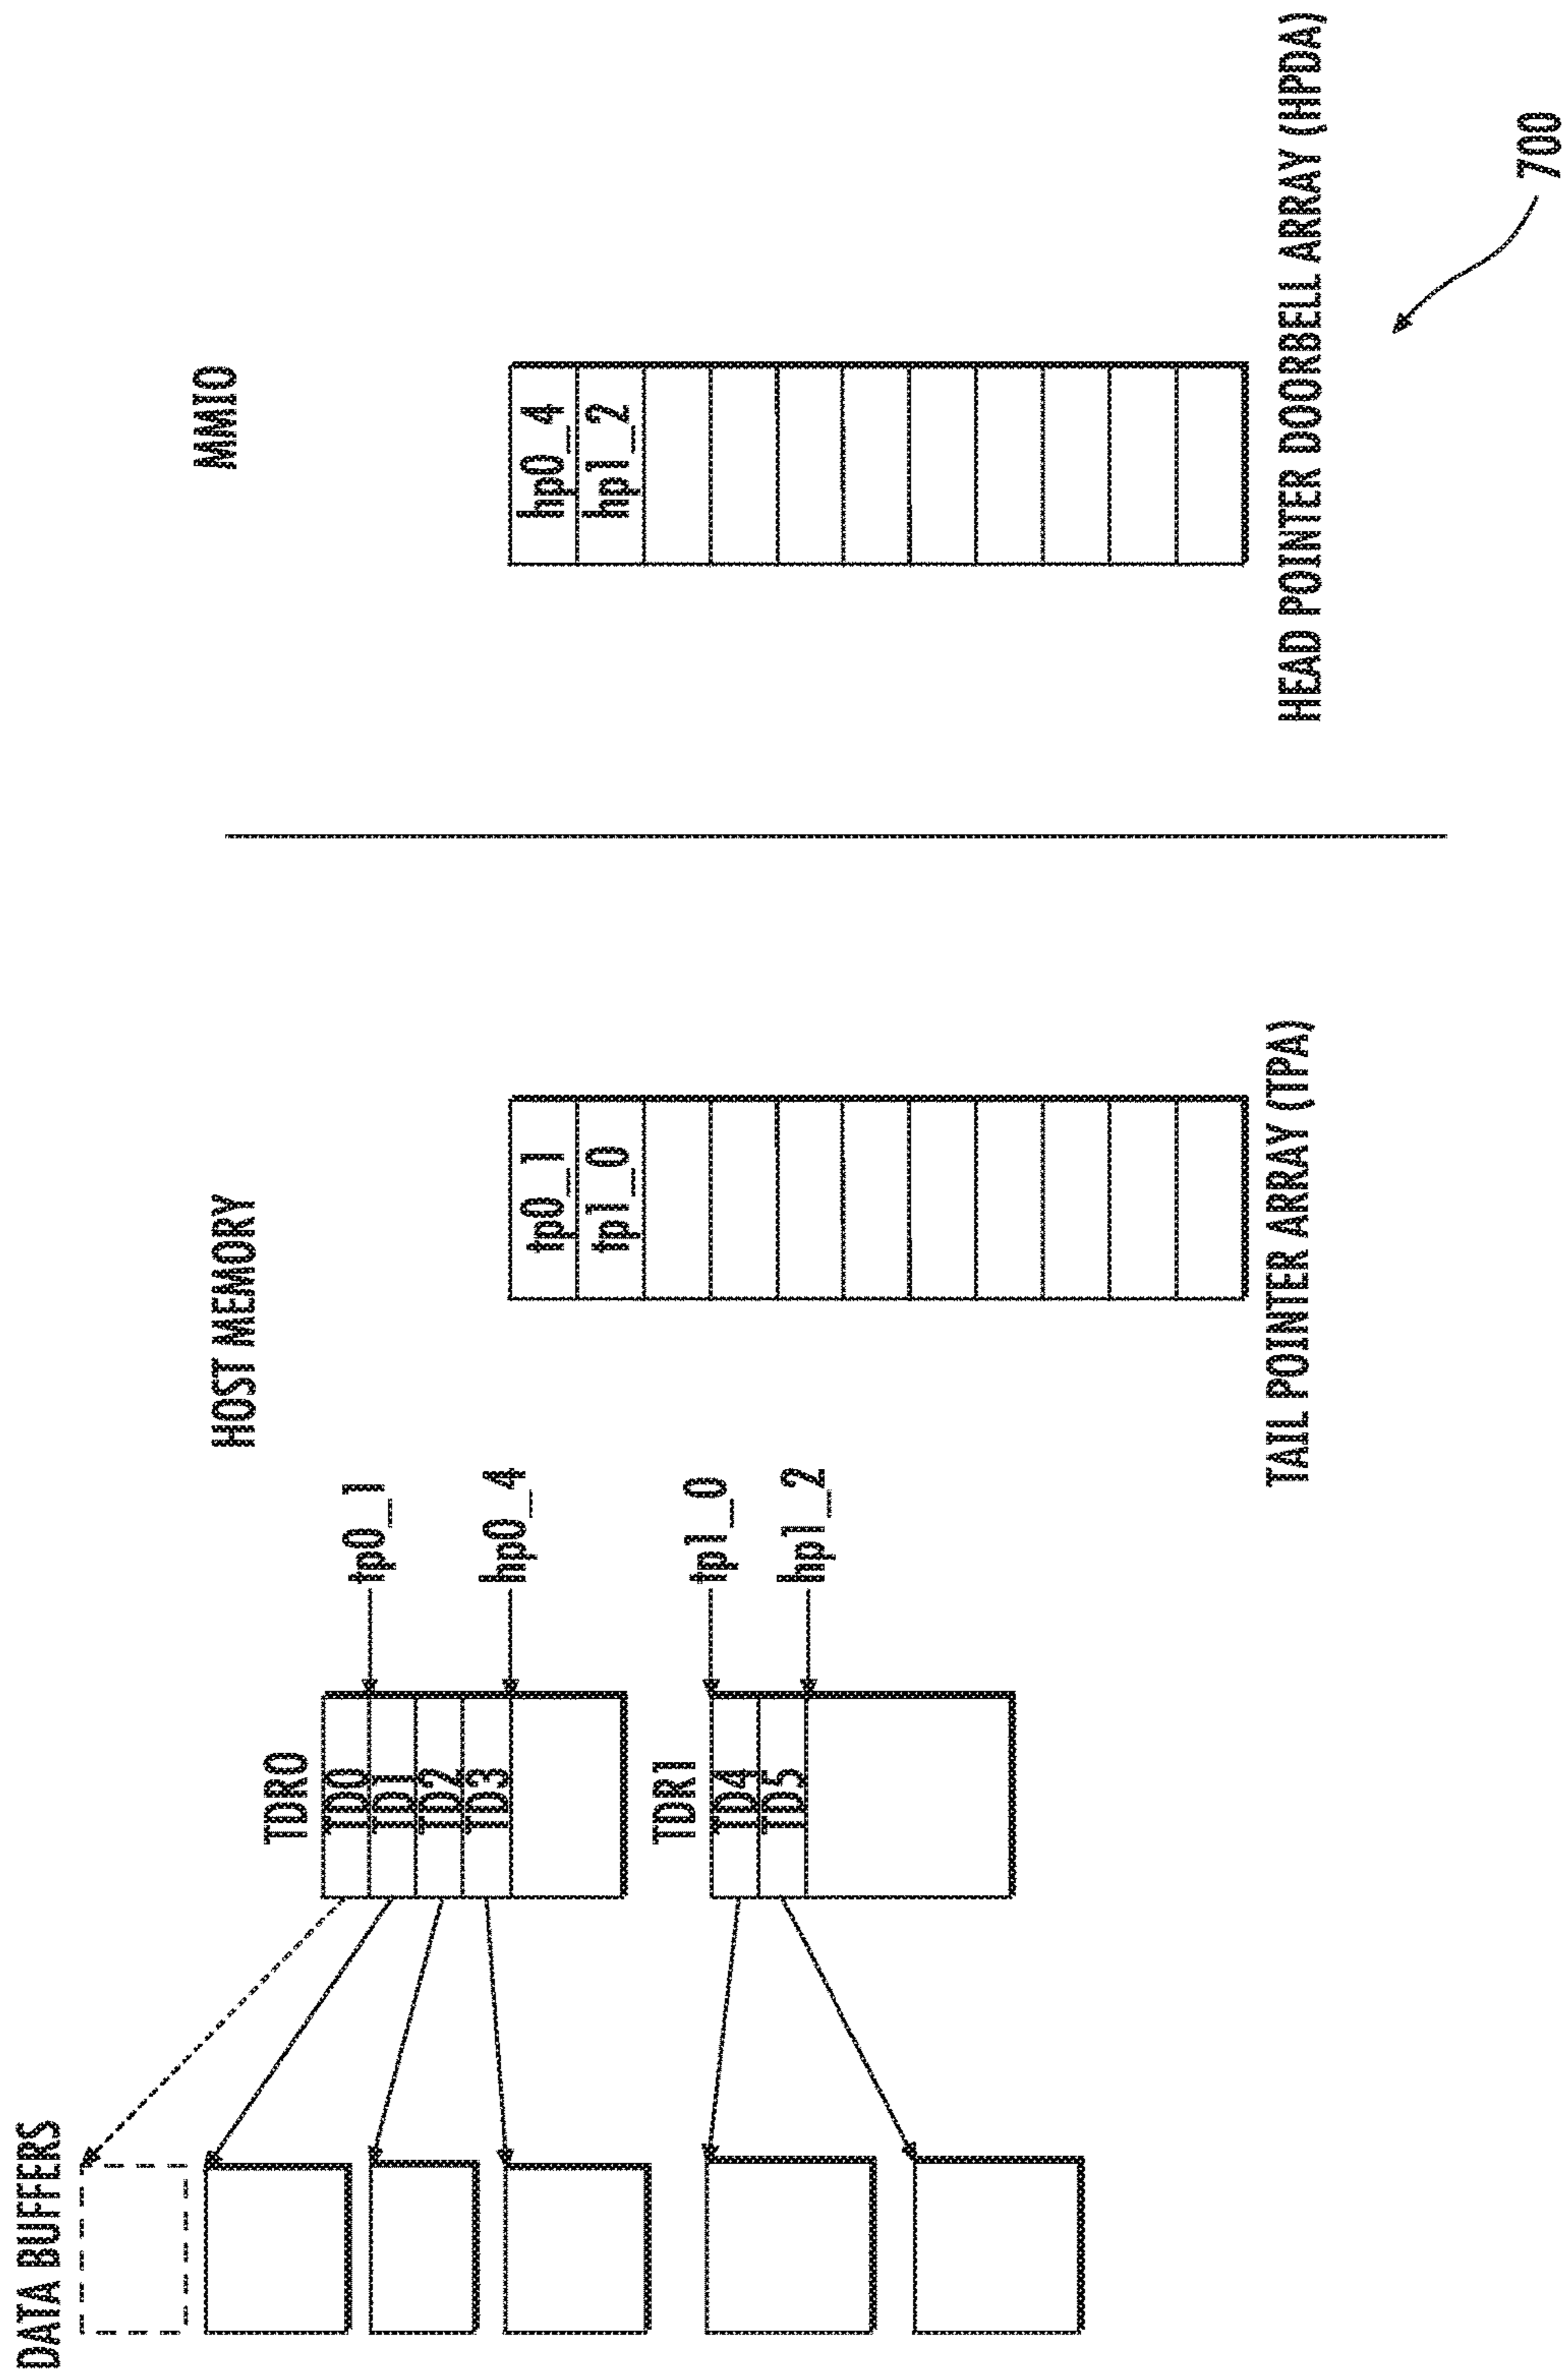 DATA BUFFERS
HOST MEMORY
MMIO
TDR0
TD0
TD1
TD2
TD3
tp0_1
hp0_4
TDR1
TD4
TD5
tp1_0
hp1_2
tp0_1
tp1_0
TAIL POINTER ARRAY (TPA)
hp0_4
hp1_2
HEAD POINTER DOORBELL ARRAY (HPDA)
700